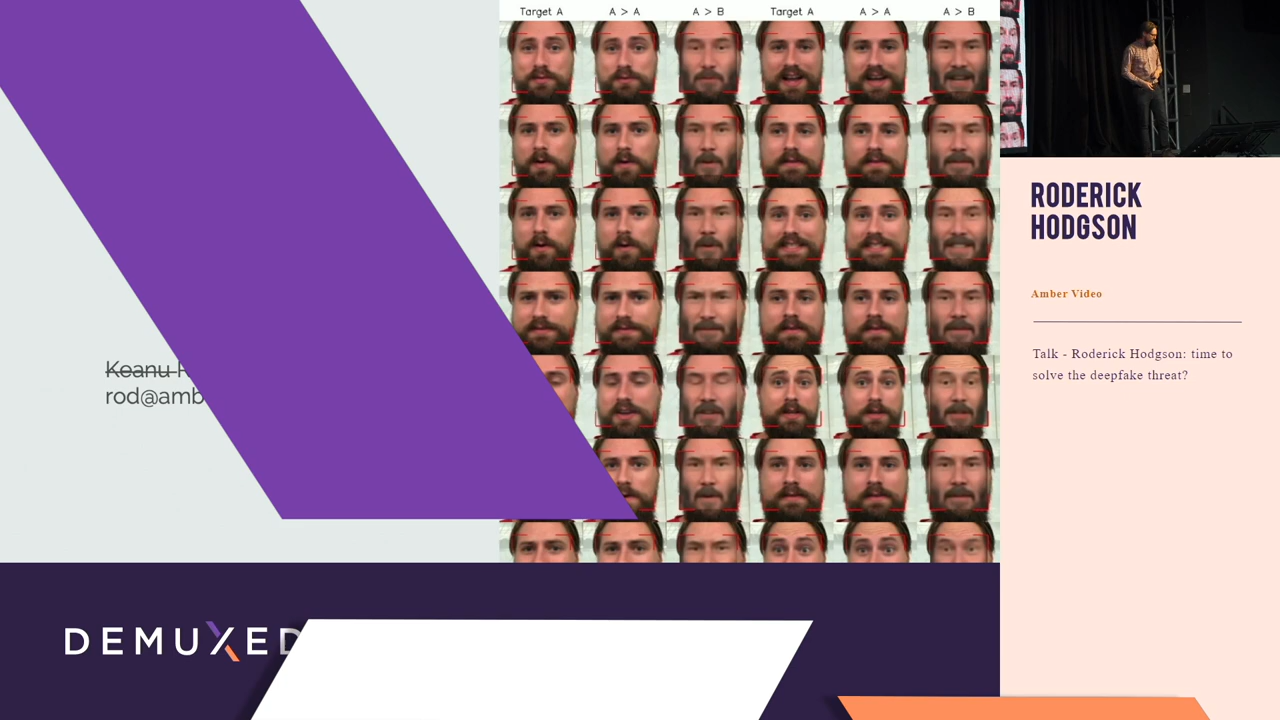 Target A A > A A > B Target A A > A A > B
Keanu
rod@amb
DEMUXED
RODERICK
HODGSON
Amber Video
Talk - Roderick Hodgson: time to
solve the deepfake threat?